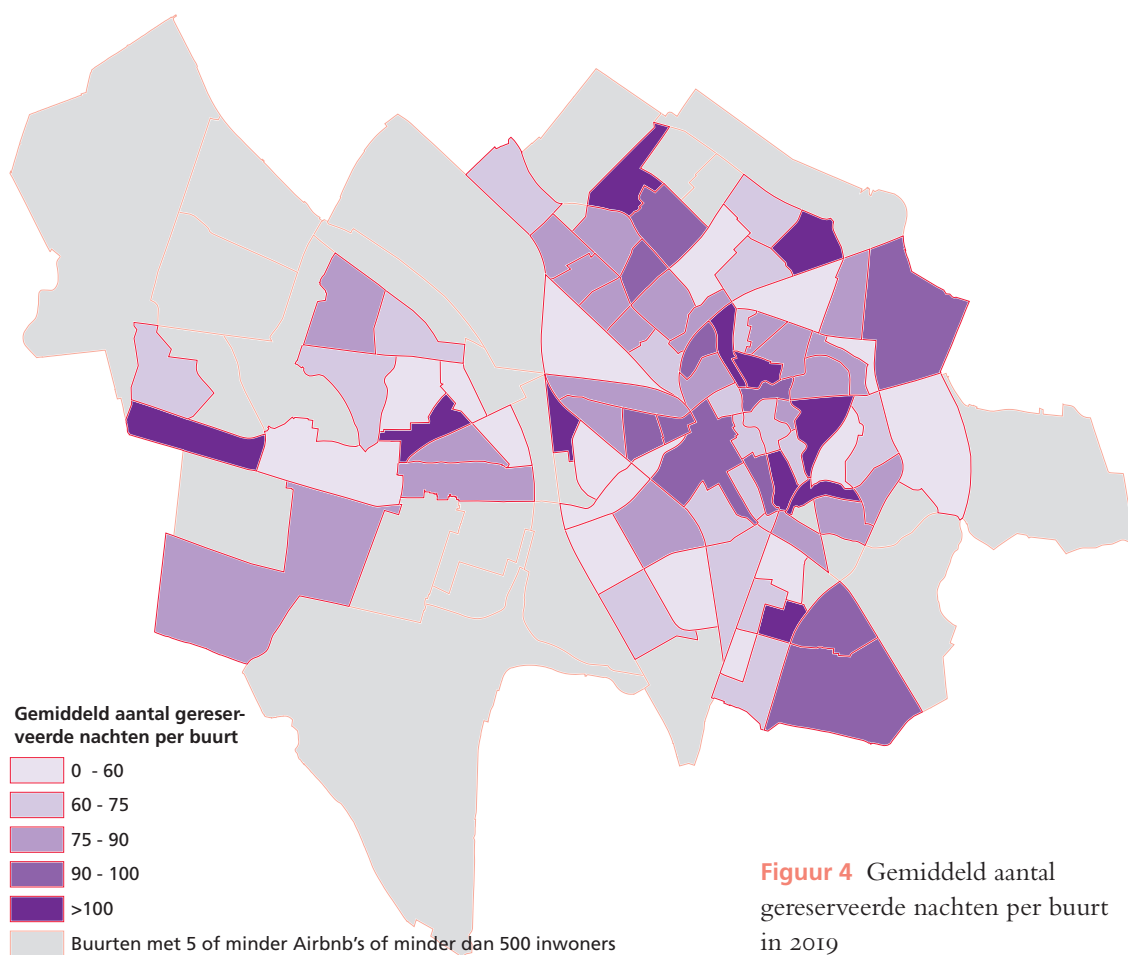 Gemiddeld aantal gereser-
veerde nachten per buurt
0 - 60
60 - 75
75 - 90
90 - 100
>100
Buurten met 5 of minder Airbnb's of minder dan 500 inwoners
Figuur 4 Gemiddeld aantal
gereserveerde nachten per buurt
in 2019